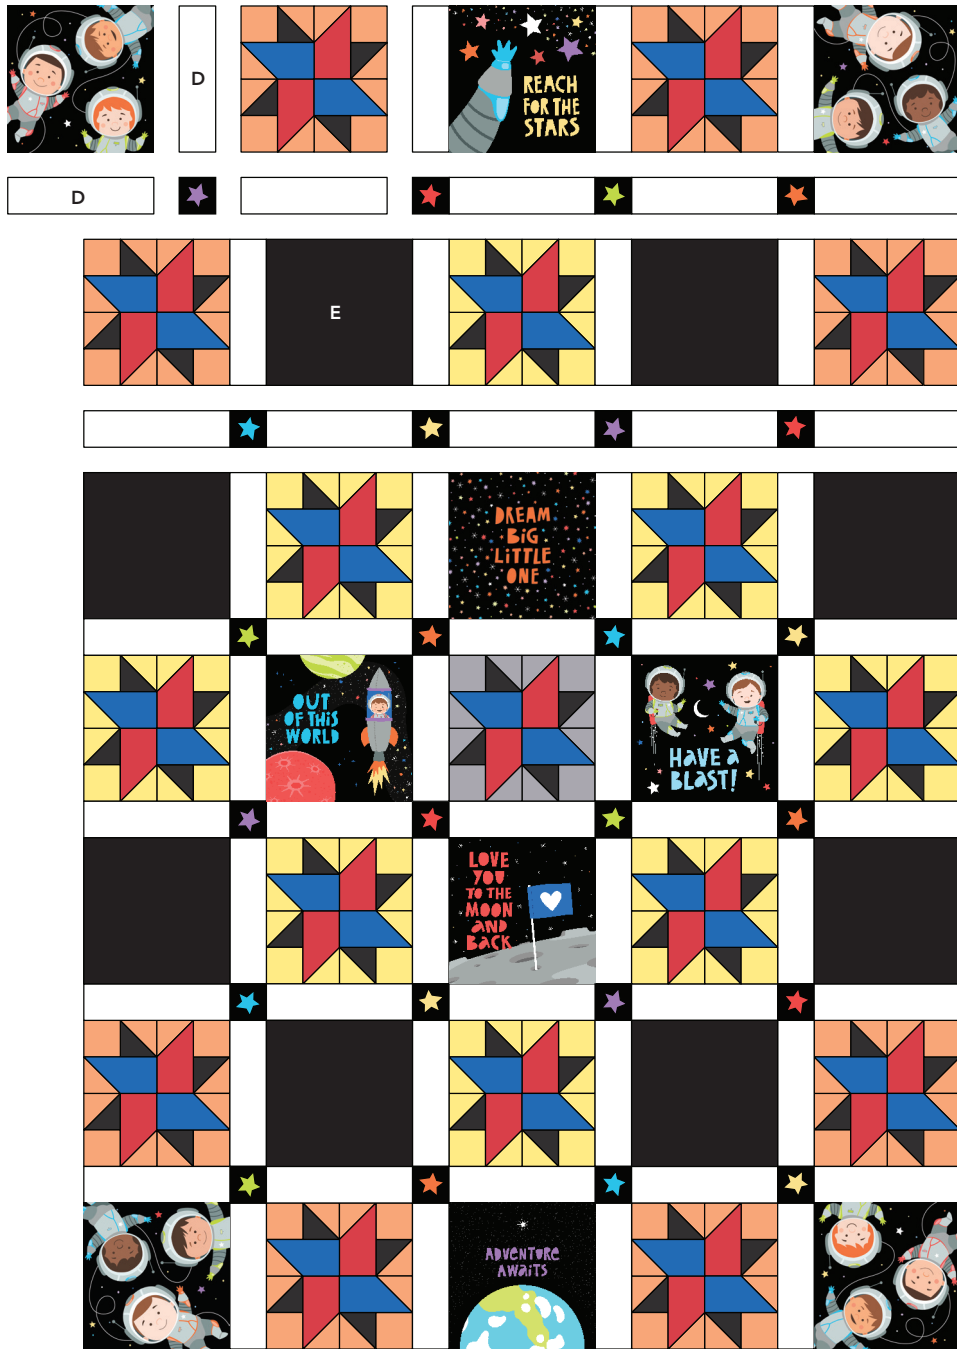 D
REACH
FOR THE
STARS
D
E
DREAM
BiG
LiTTLE
ONE
OUT
OF THiS
WORLD
HaVE a
BLaST!
LOVE
YOU
TO THE
MOON
aND
BaCK
aDVENTURE
aWaiTS